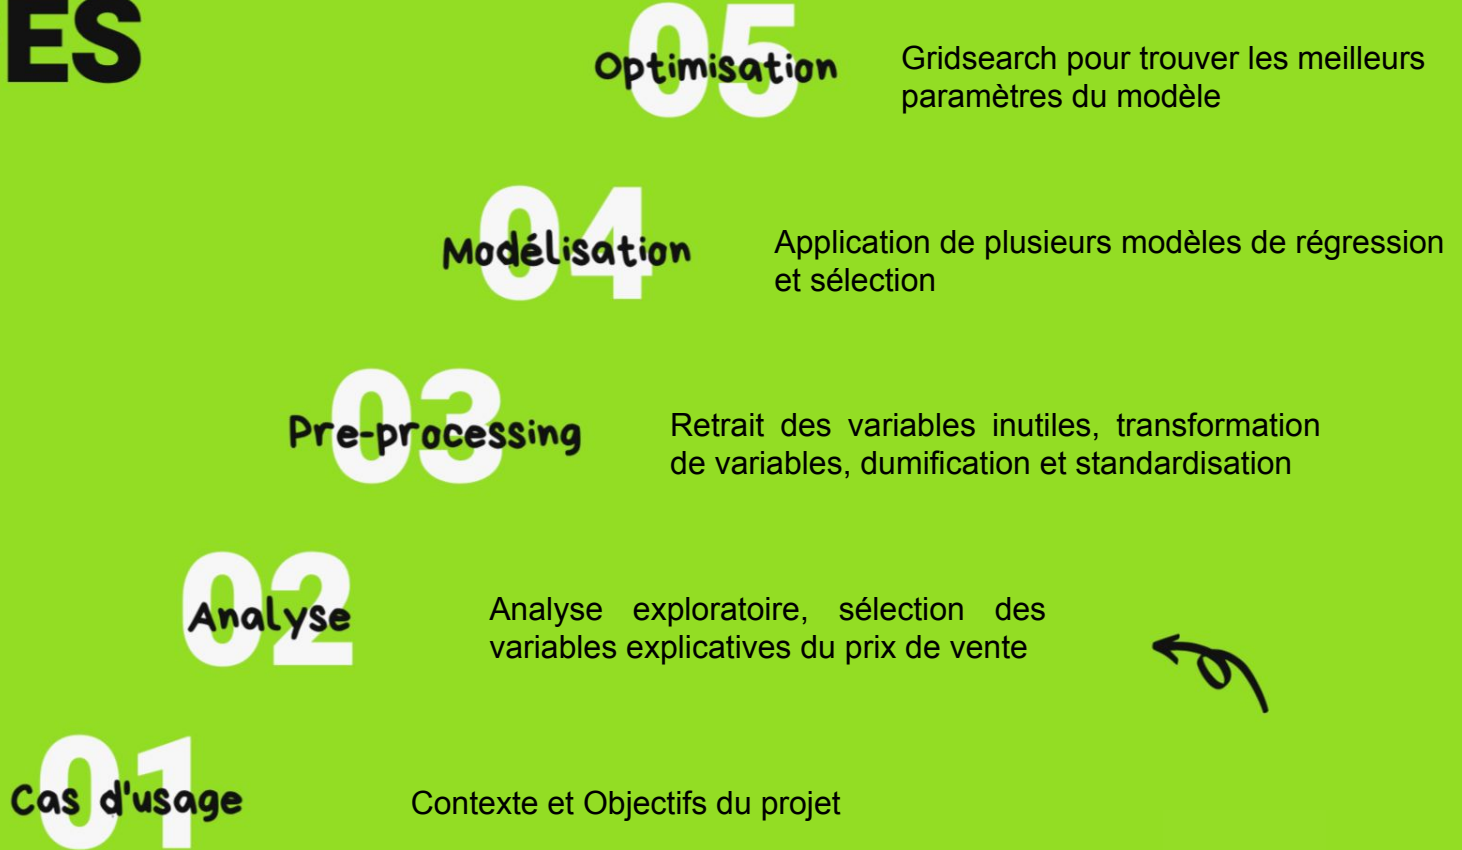 ES
05
Optimisation
Gridsearch pour trouver les meilleurs
paramètres du modèle
04
Modélisation
Application de plusieurs modèles de régression
et sélection
03
Pre-processing
Retrait des variables inutiles, transformation
de variables, dumification et standardisation
02
Analyse
Analyse exploratoire, sélection des
variables explicatives du prix de vente
01
Cas d'usage
Contexte et Objectifs du projet